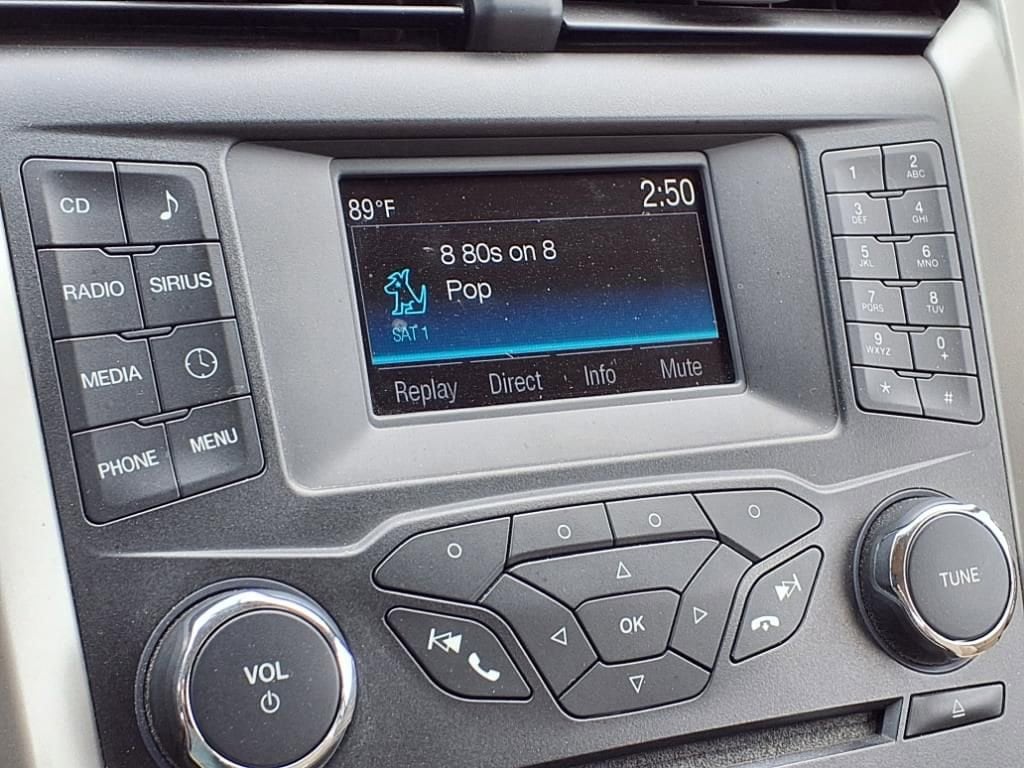 89°F 2:50
8 80s on 8
Pop
SAT 1
Replay Direct Info Mute
CD
RADIO SIRIUS
MEDIA
PHONE MENU
1 2 ABC
3 DEF 4 GHI
5 JKL 6 MNO
7 PQRS 8 TUV
9 WXYZ 0 +
* #
OK
VOL
TUNE